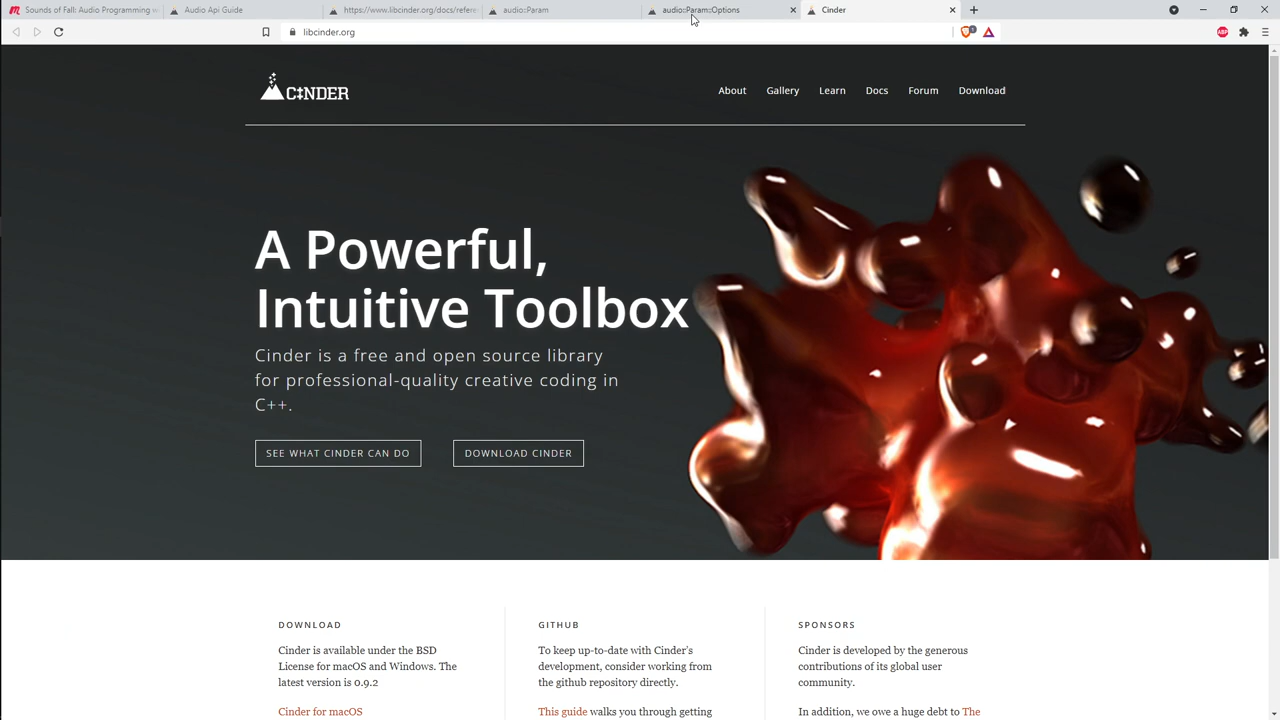 Sounds of Fall: Audio Programming w
Audio Api Guide
https://www.libcinder.org/docs/refere
audio::Param
audio::Param::Options
Cinder
libcinder.org
CINDER
About
Gallery
Learn
Docs
Forum
Download
A Powerful,
Intuitive Toolbox
Cinder is a free and open source library
for professional-quality creative coding in
C++.
SEE WHAT CINDER CAN DO
DOWNLOAD CINDER
DOWNLOAD
Cinder is available under the BSD
License for macOS and Windows. The
latest version is 0.9.2
Cinder for macOS
GITHUB
To keep up-to-date with Cinder's
development, consider working from
the github repository directly.
This guide walks you through getting
SPONSORS
Cinder is developed by the generous
contributions of its global user
community.
In addition, we owe a huge debt to The